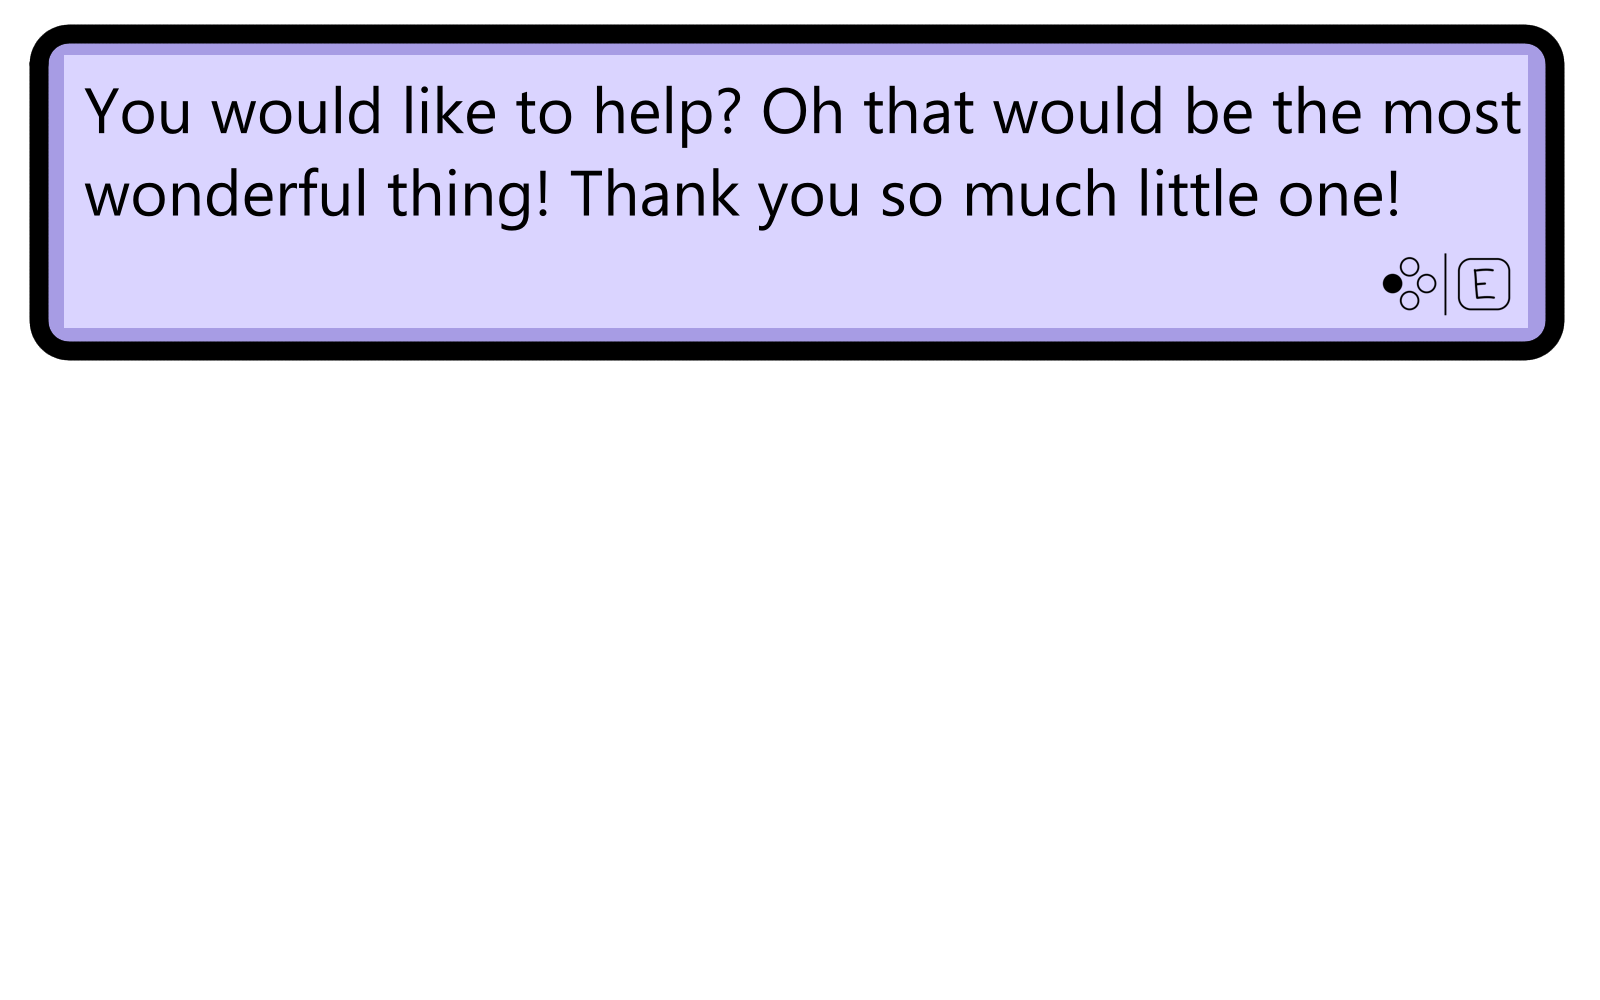 You would like to help? Oh that would be the most
wonderful thing! Thank you so much little one!
E